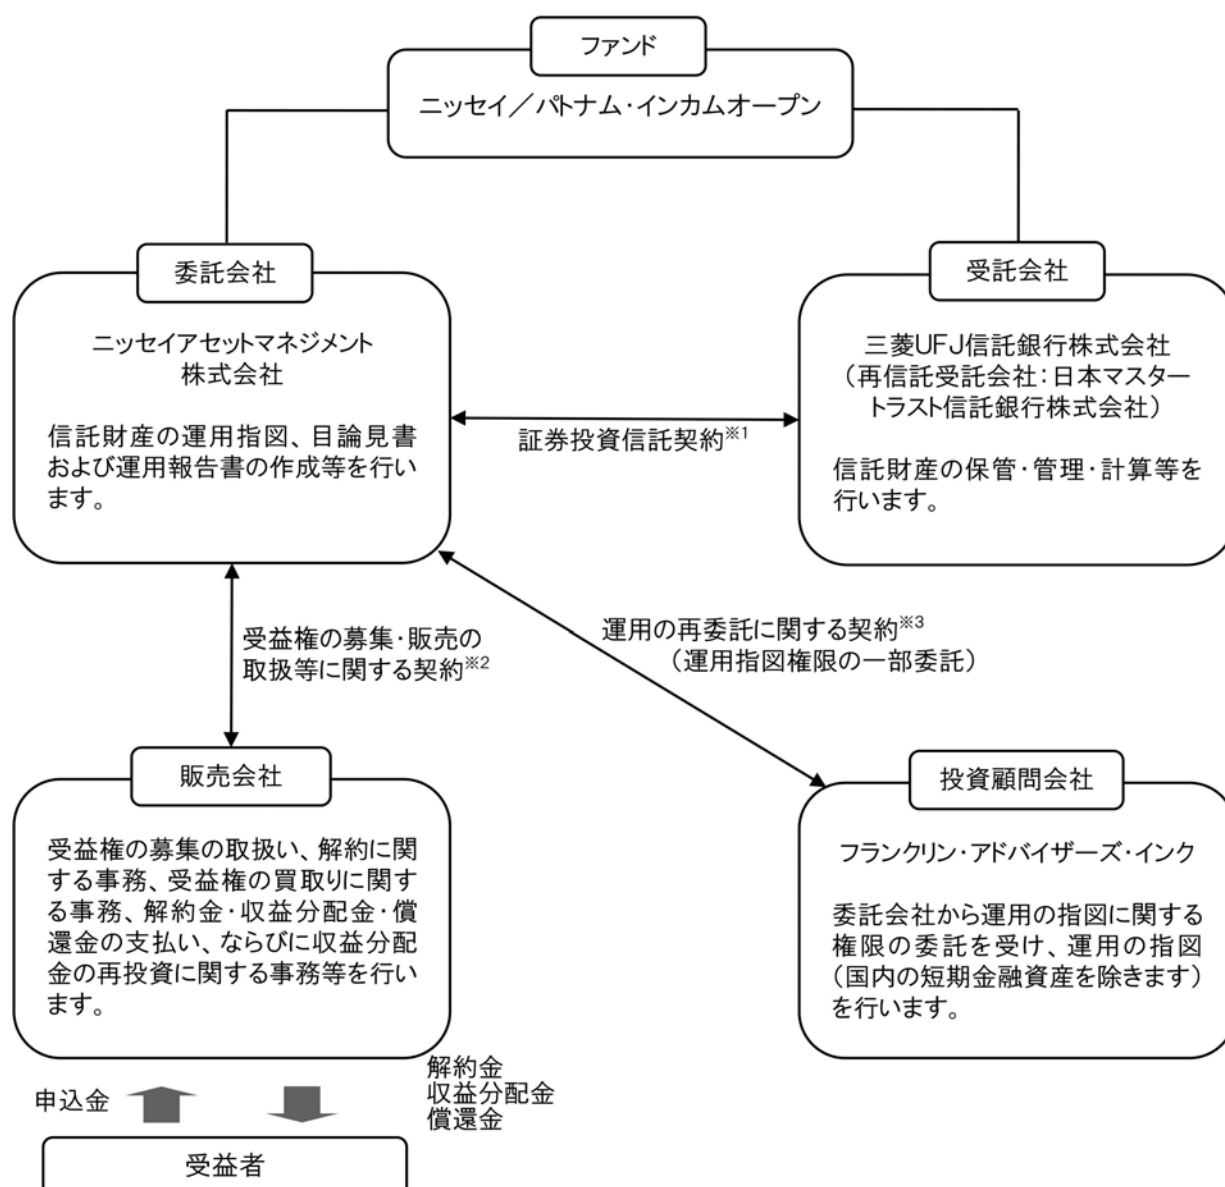 ファンド
ニッセイ／パトナム・インカムオープン
委託会社
ニッセイアセットマネジメント
株式会社
信託財産の運用指図、目論見書
および運用報告書の作成等を行い
ます。
受託会社
三菱UFJ信託銀行株式会社
（再信託受託会社：日本マスター
トラスト信託銀行株式会社）
信託財産の保管・管理・計算等を
行います。
証券投資信託契約※1
受益権の募集・販売の
取扱等に関する契約※2
運用の再委託に関する契約※3
（運用指図権限の一部委託）
販売会社
受益権の募集の取扱い、解約に関
する事務、受益権の買取りに関す
る事務、解約金・収益分配金・償
還金の支払い、ならびに収益分配
金の再投資に関する事務等を行い
ます。
投資顧問会社
フランクリン・アドバイザーズ・インク
委託会社から運用の指図に関する
権限の委託を受け、運用の指図
（国内の短期金融資産を除きます）
を行います。
申込金
解約金
収益分配金
償還金
受益者